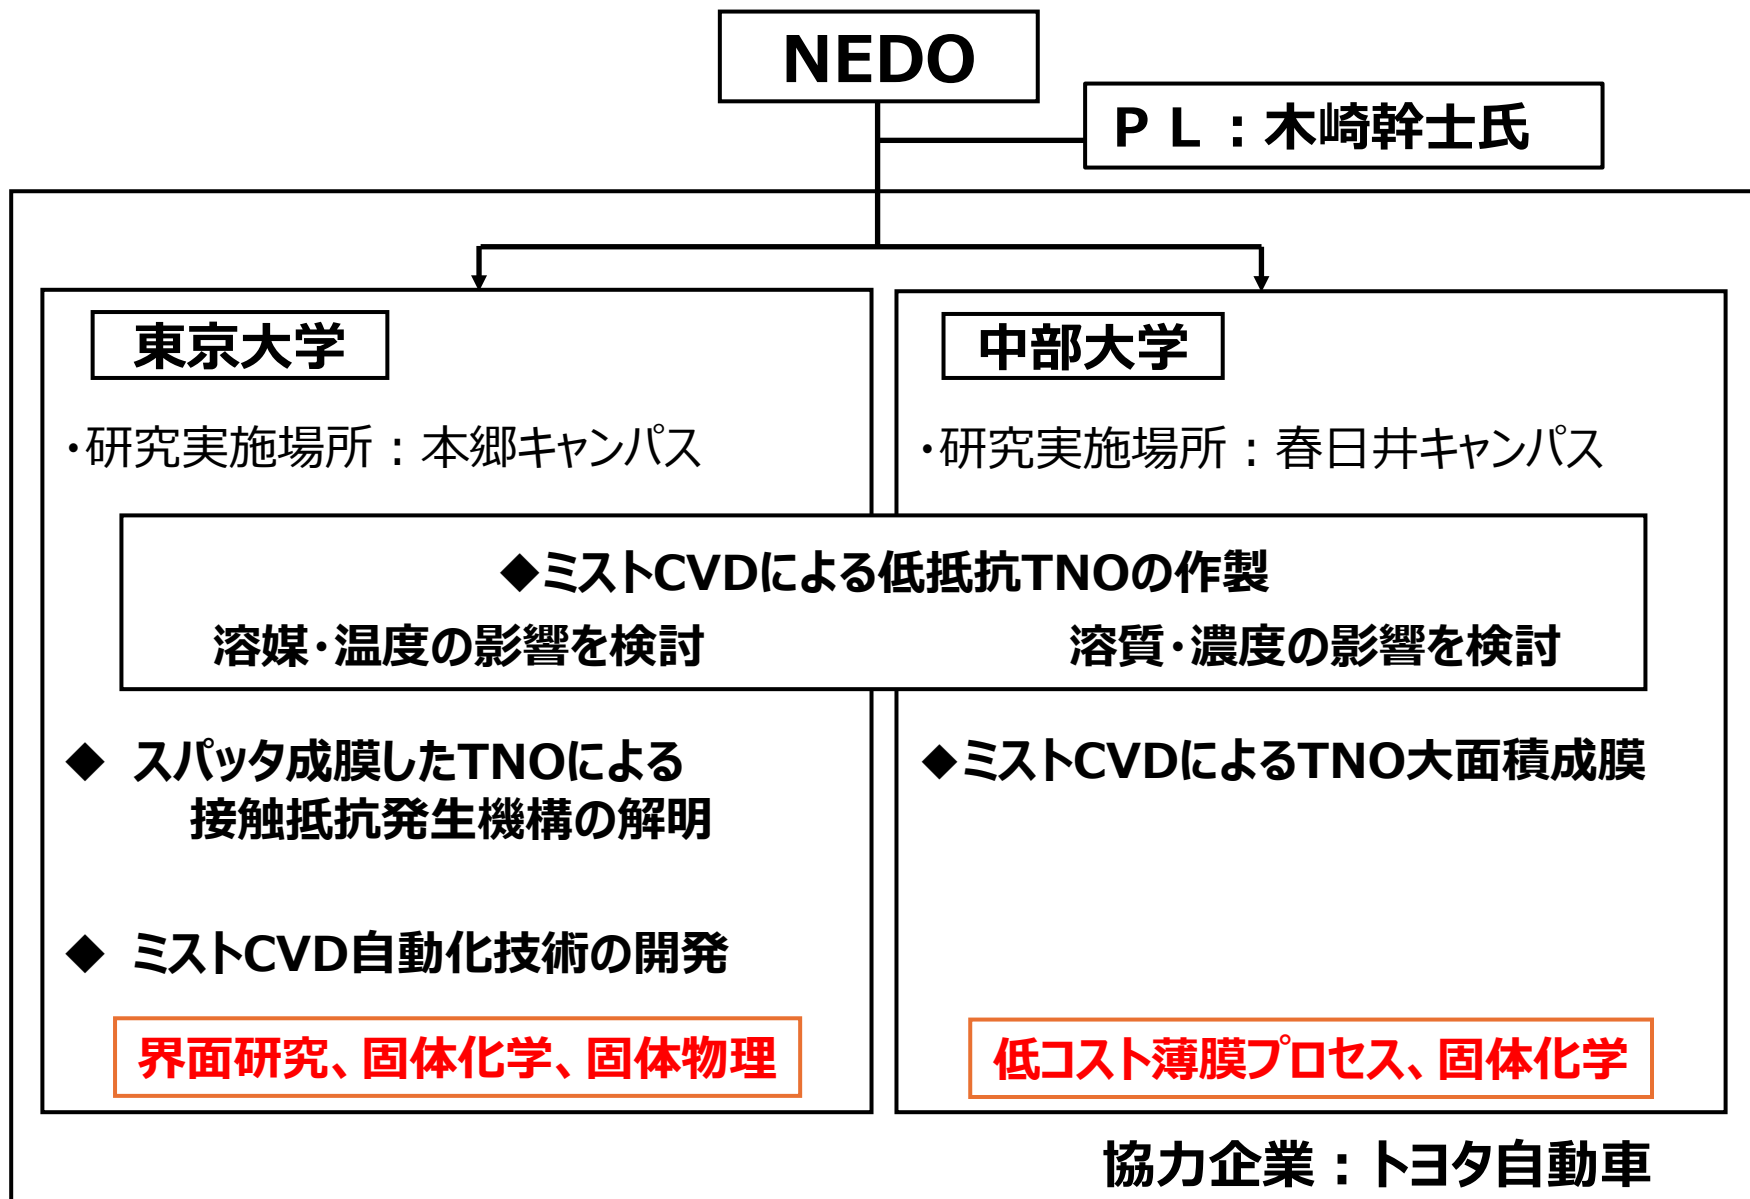 NEDO
ＰＬ：木崎幹士氏
東京大学
・研究実施場所：本郷キャンパス
中部大学
・研究実施場所：春日井キャンパス
◆ミストCVDによる低抵抗TNOの作製
溶媒・温度の影響を検討
溶質・濃度の影響を検討
◆ スパッタ成膜したTNOによる
接触抵抗発生機構の解明
◆ ミストCVD自動化技術の開発
界面研究、固体化学、固体物理
◆ミストCVDによるTNO大面積成膜
低コスト薄膜プロセス、固体化学
協力企業：トヨタ自動車